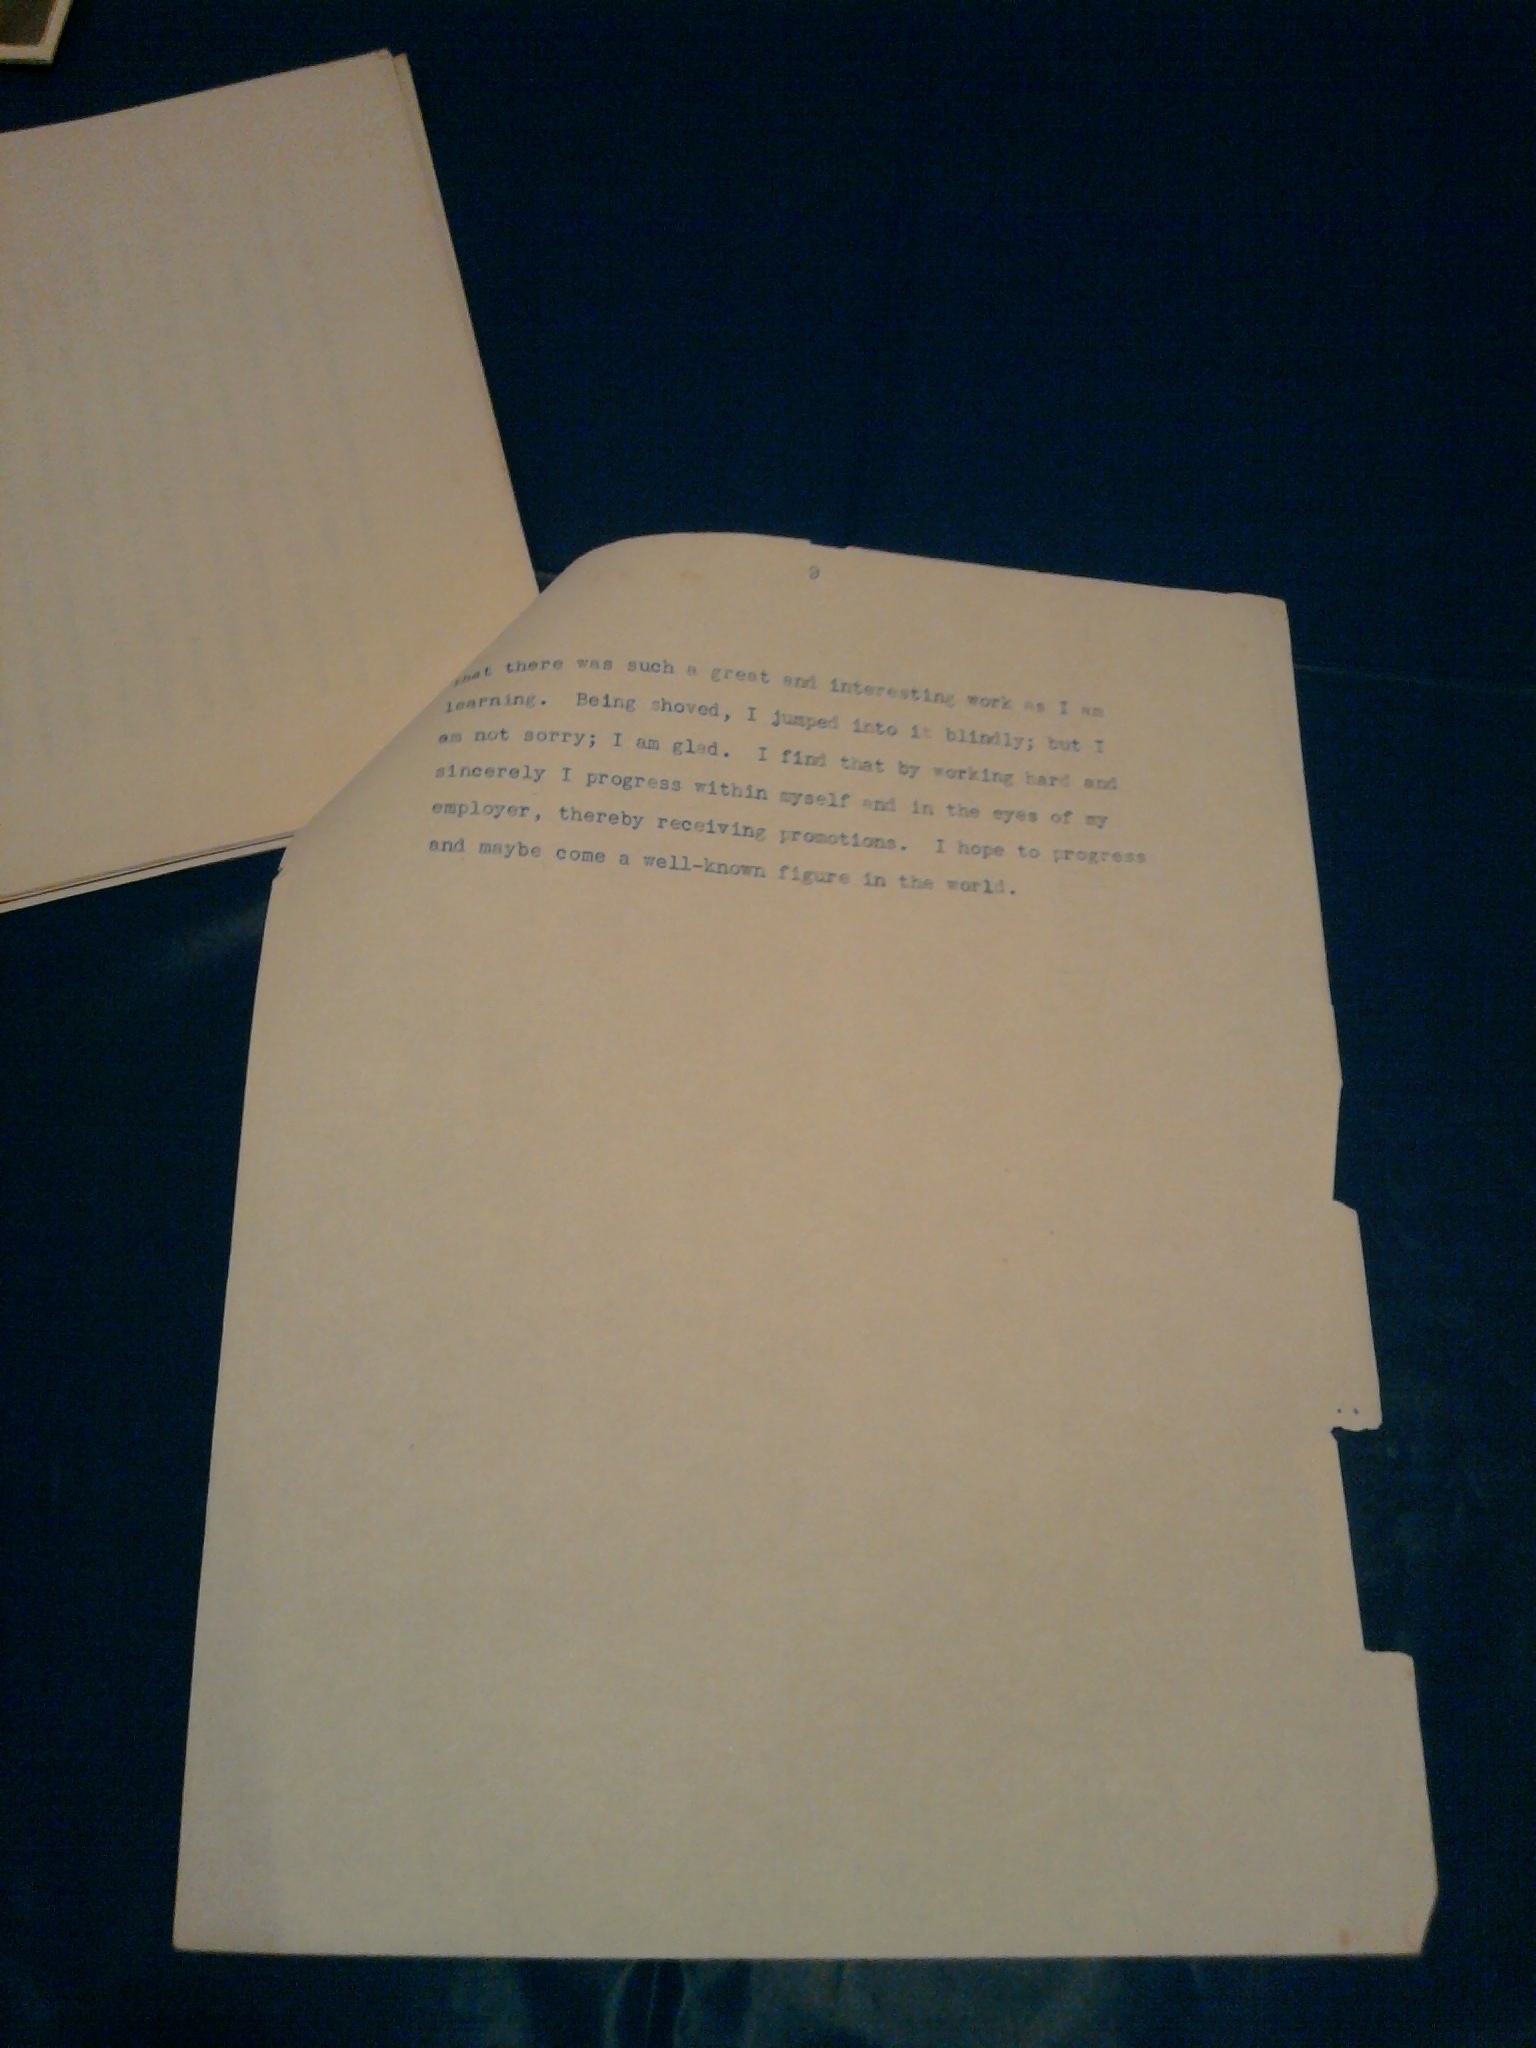 that there was such a great and interesting work as I am
learning.  Being shoved, I jumped into it blindly; but I
am not sorry; I am glad.  I find that by working hard and
sincerely I progress within myself and in the eyes of my
employer, thereby receiving promotions.  I hope to progress
and maybe come a well-known figure in the world.